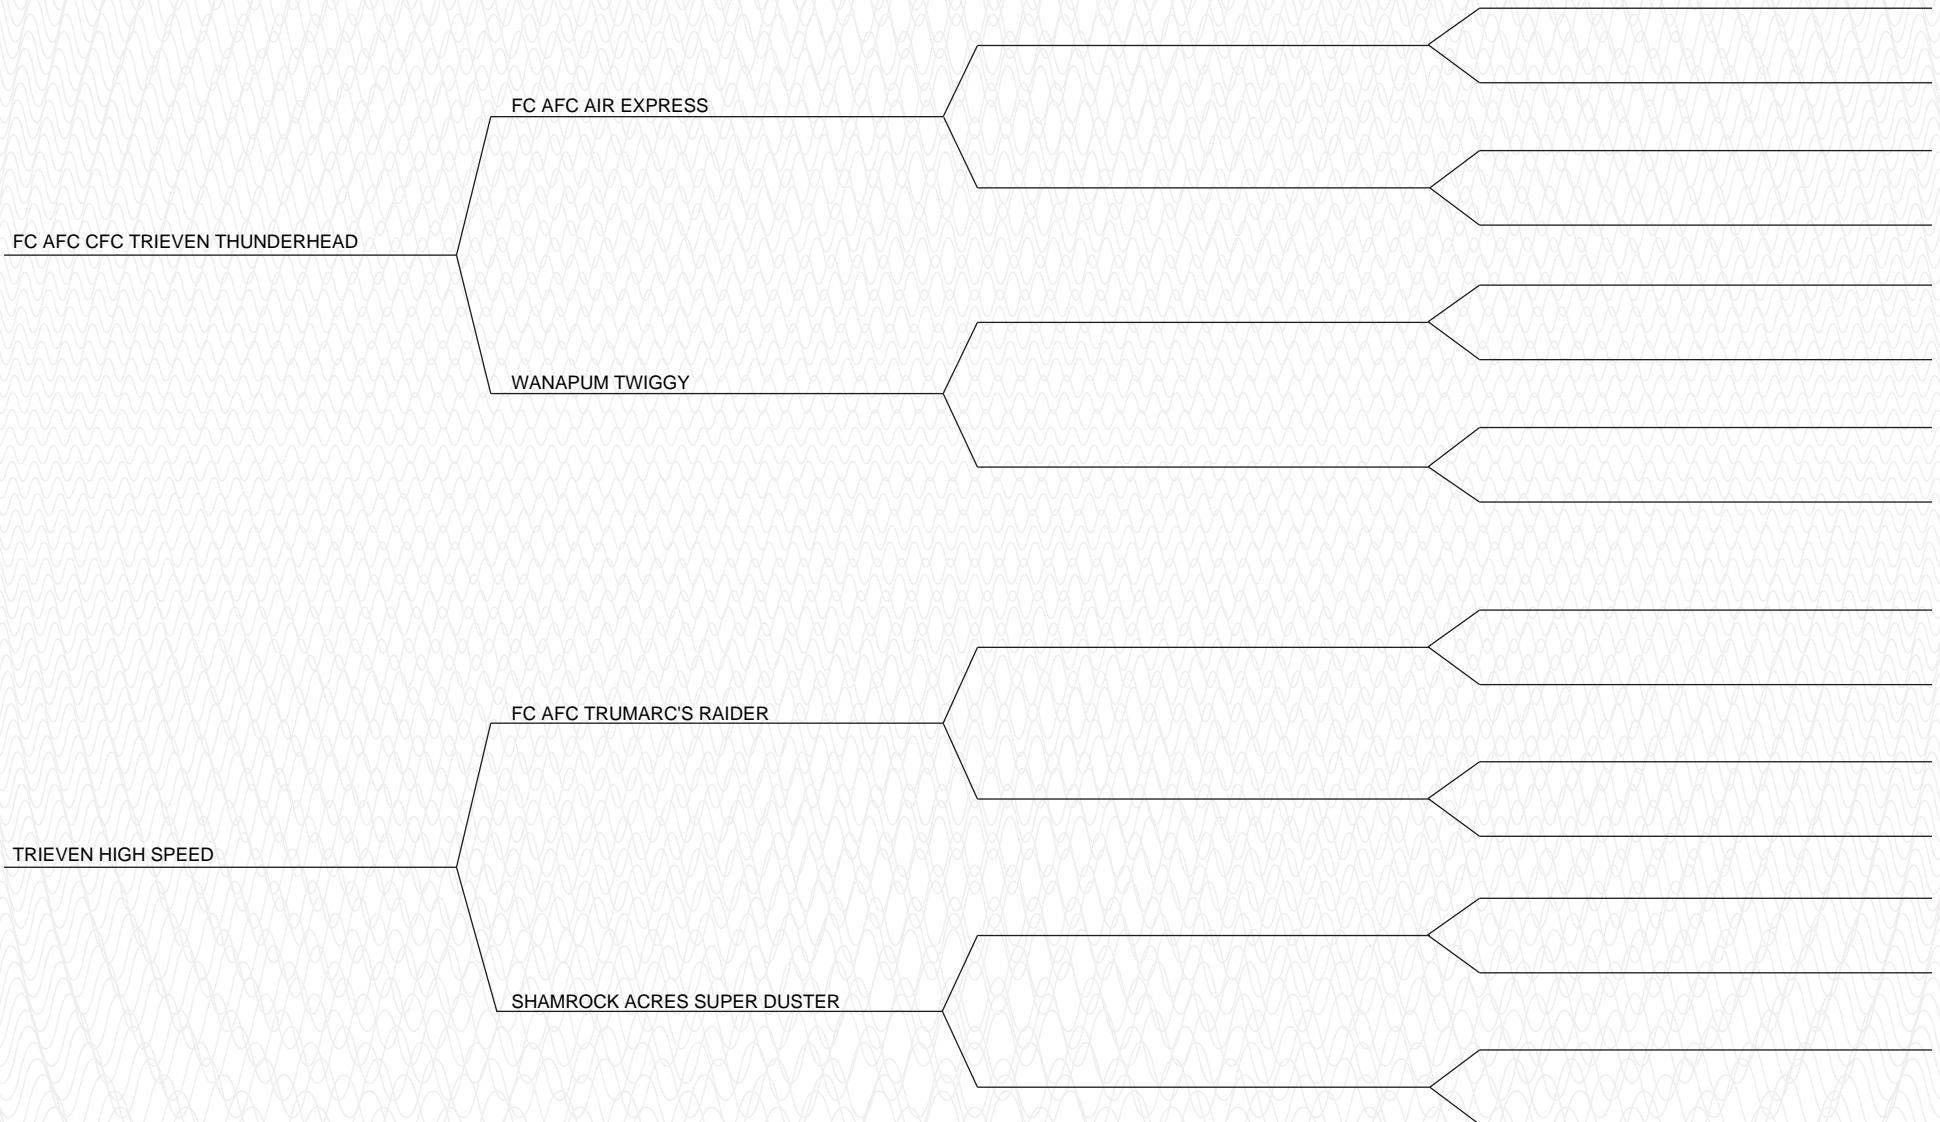 FC AFC AIR EXPRESS
FC AFC CFC TRIEVEN THUNDERHEAD
WANAPUM TWIGGY
FC AFC TRUMARC'S RAIDER
TRIEVEN HIGH SPEED
SHAMROCK ACRES SUPER DUSTER